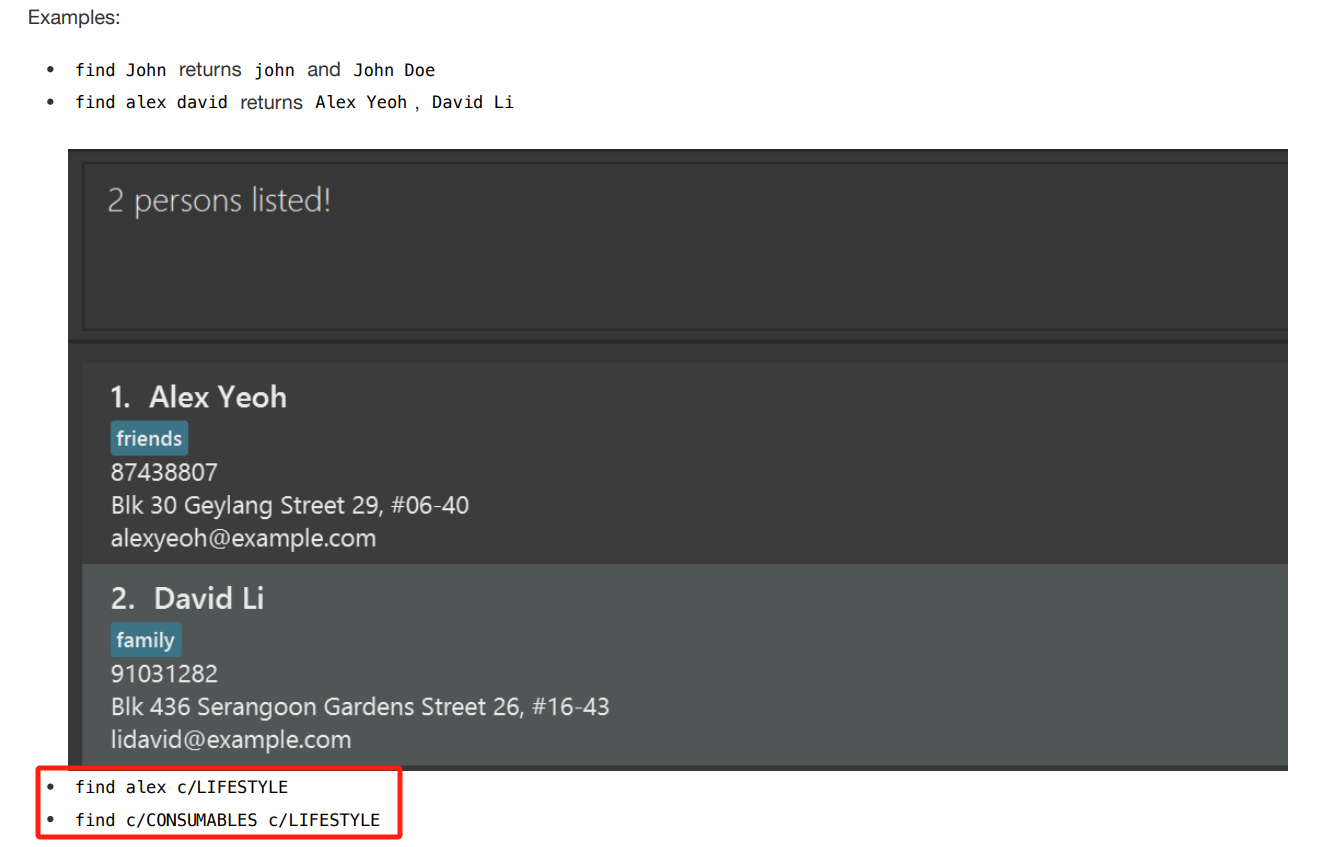 Examples:
• find John returns john and John Doe
• find alex david returns Alex Yeoh , David Li
2 persons listed!
1. Alex Yeoh
friends
87438807
Blk 30 Geylang Street 29, #06-40
alexyeoh@example.com
2. David Li
family
91031282
Blk 436 Serangoon Gardens Street 26, #16-43
lidavid@example.com
• find alex c/LIFESTYLE
• find c/CONSUMABLES c/LIFESTYLE